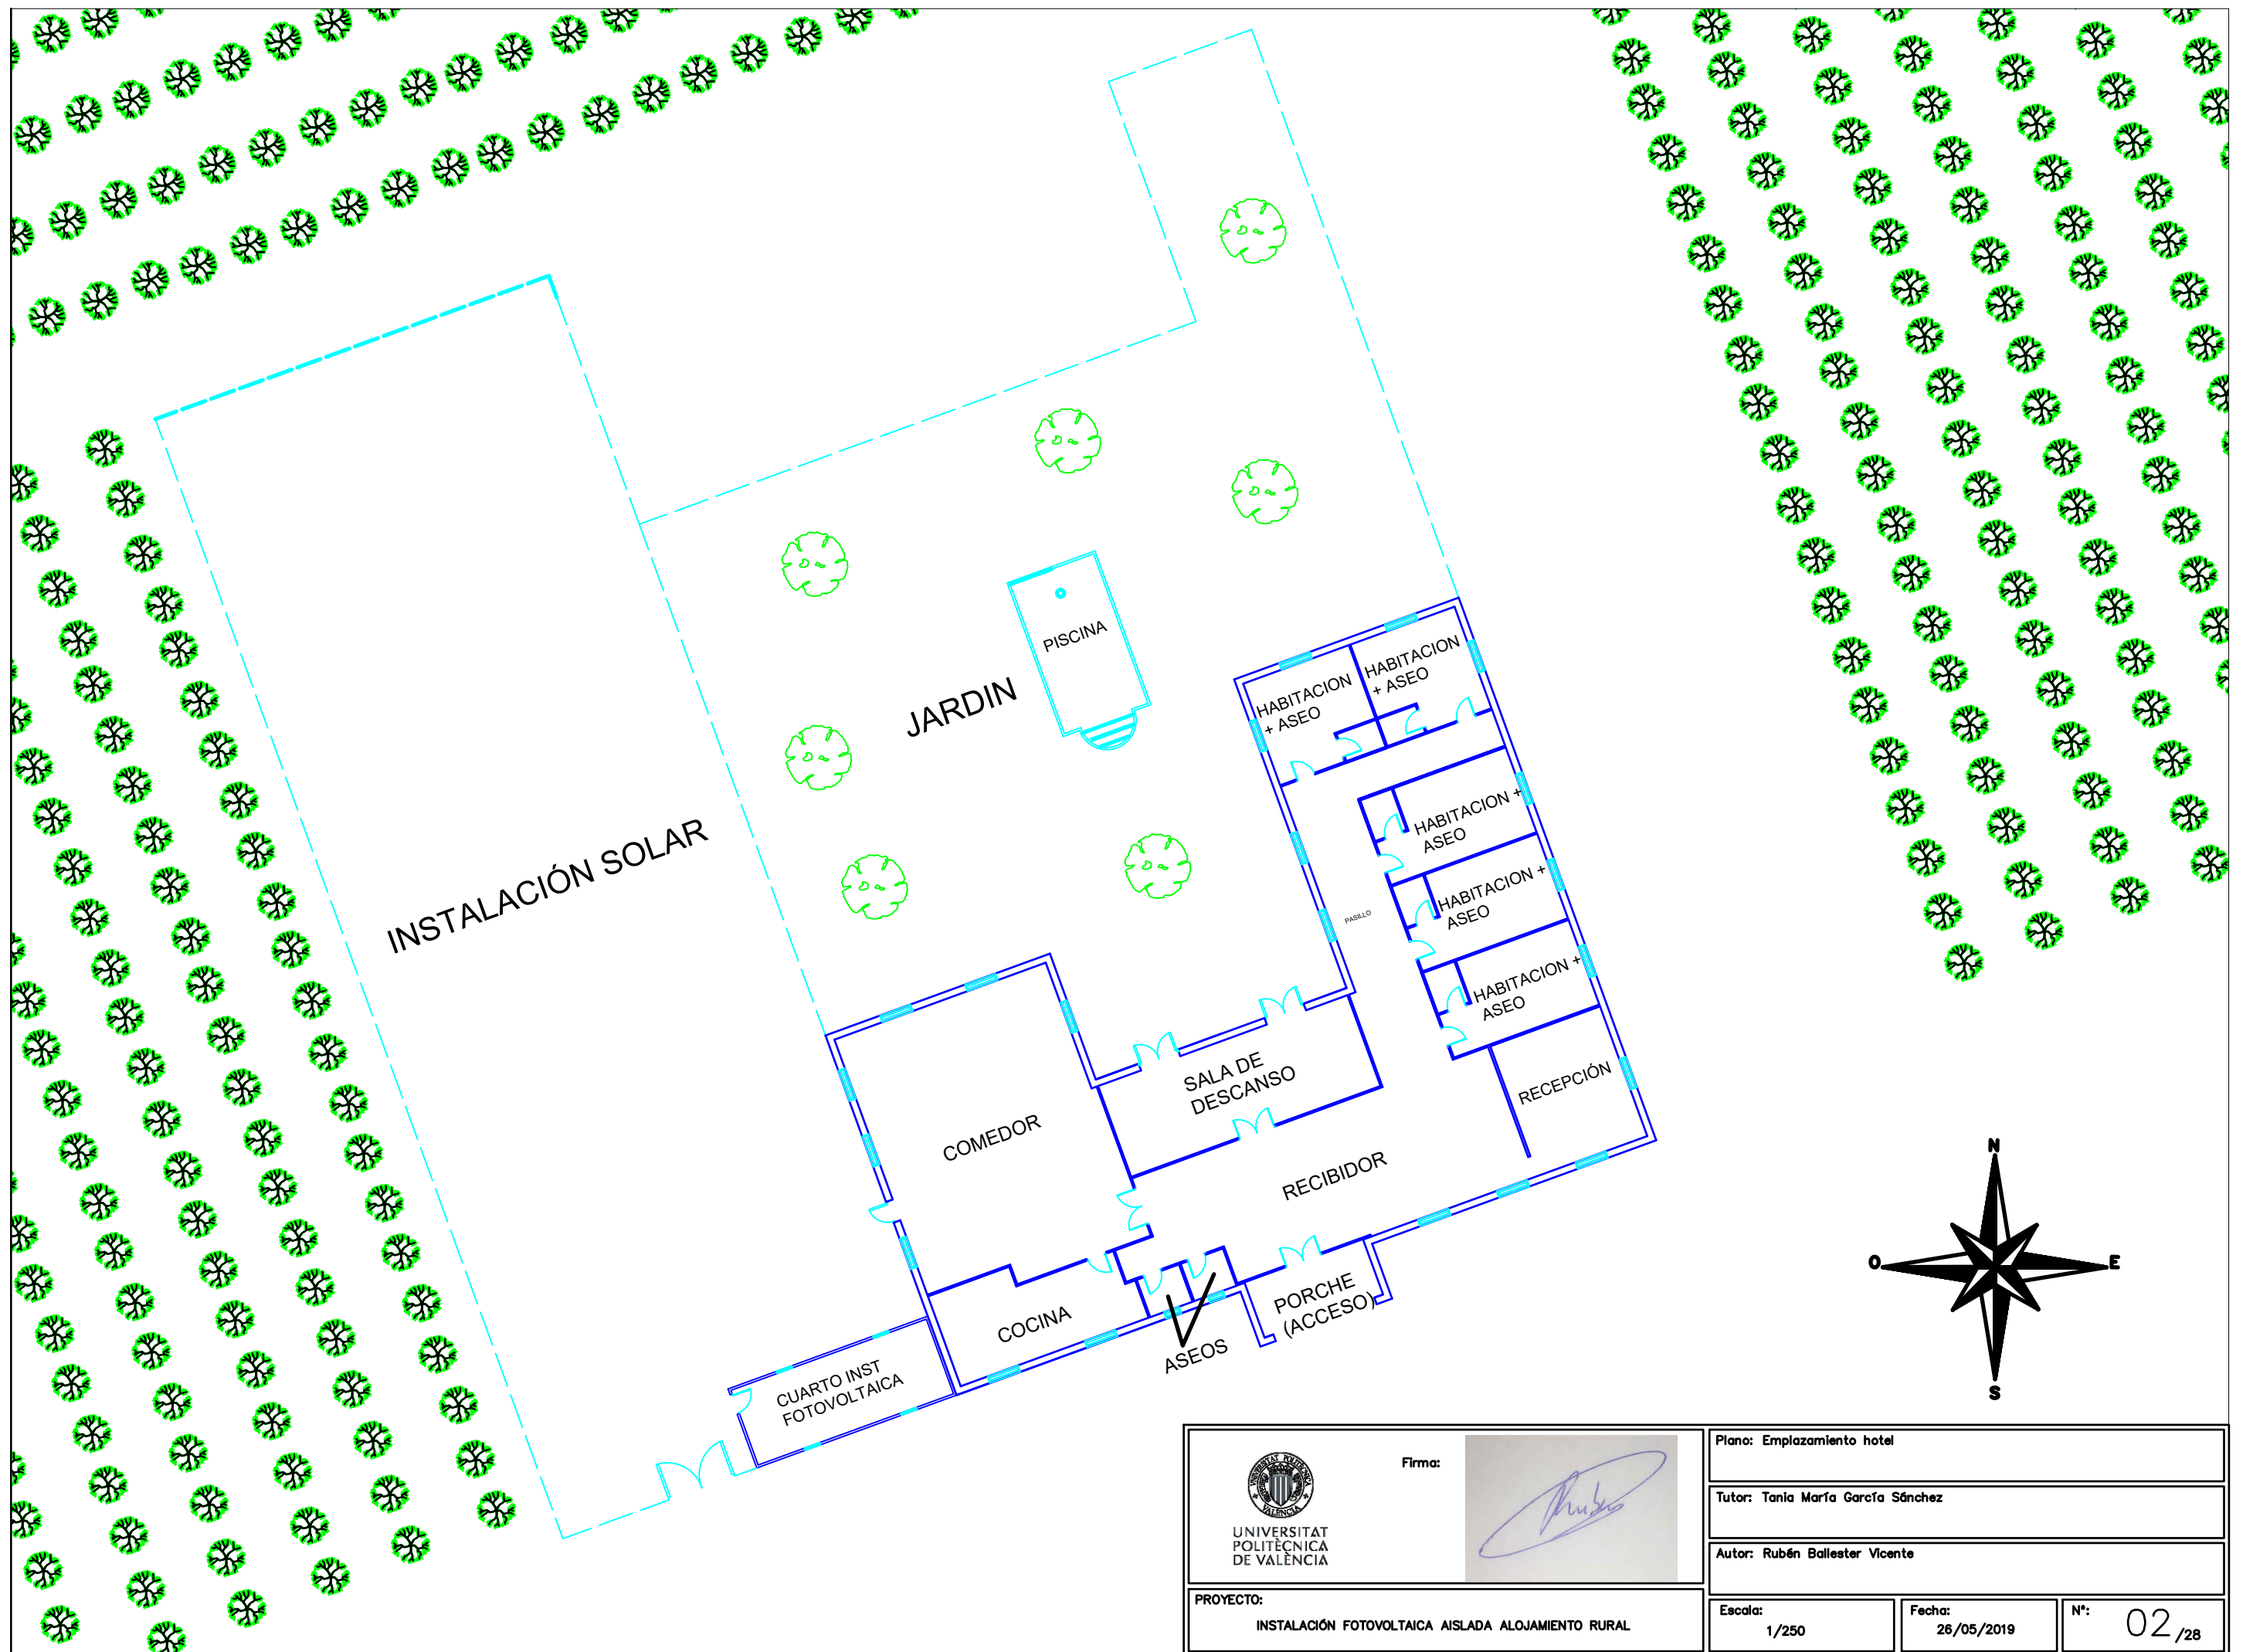 PISCINA
JARDIN
HABITACION
+ ASEO
HABITACION
+ ASEO
HABITACION +
ASEO
HABITACION +
ASEO
HABITACION +
ASEO
PASILLO
INSTALACIÓN SOLAR
SALA DE
DESCANSO
RECEPCIÓN
COMEDOR
RECIBIDOR
COCINA
PORCHE
(ACCESO)
ASEOS
CUARTO INST
FOTOVOLTAICA
N
O
E
S
UNIVERSITAT POLITECNICA
VALENCIA
UNIVERSITAT
POLITÈCNICA
DE VALÈNCIA
Firma:
Plano: Emplazamiento hotel
Tutor: Tania María García Sánchez
Autor: Rubén Ballester Vicente
PROYECTO:
INSTALACIÓN FOTOVOLTAICA AISLADA ALOJAMIENTO RURAL
Escala:
1/250
Fecha:
26/05/2019
Nº:
02/28